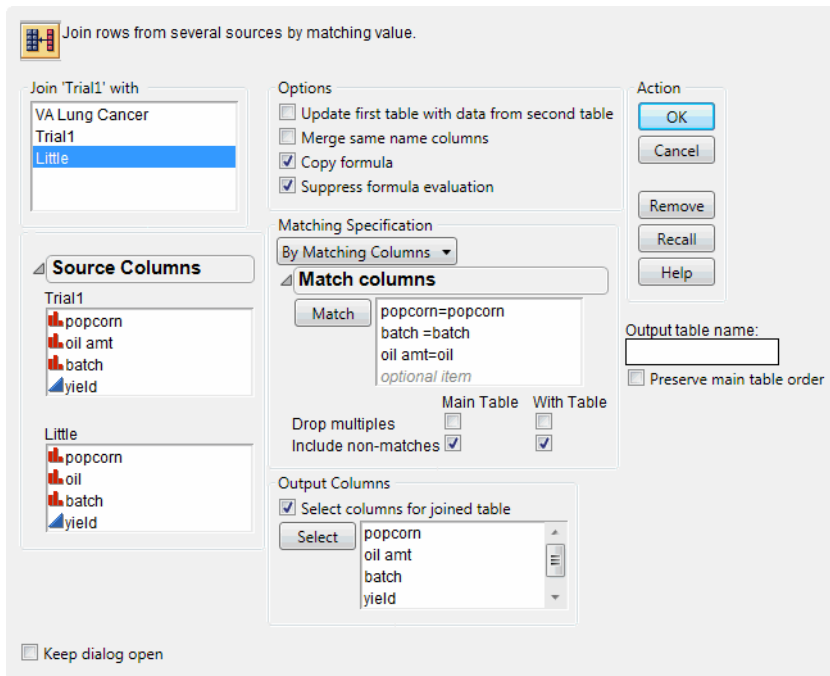 Join rows from several sources by matching value.
Join 'Trial1' with
VA Lung Cancer
Trial1
Little
Source Columns
Trial1
popcorn
oil amt
batch
yield
Little
popcorn
oil
batch
yield
Options
Update first table with data from second table
Merge same name columns
Copy formula
Suppress formula evaluation
Matching Specification
By Matching Columns
Match columns
Match
popcorn=popcorn
batch =batch
oil amt=oil
optional item
Main Table With Table
Drop multiples
Include non-matches
Output Columns
Select columns for joined table
Select
popcorn
oil amt
batch
yield
Action
OK
Cancel
Remove
Recall
Help
Output table name:
Preserve main table order
Keep dialog open